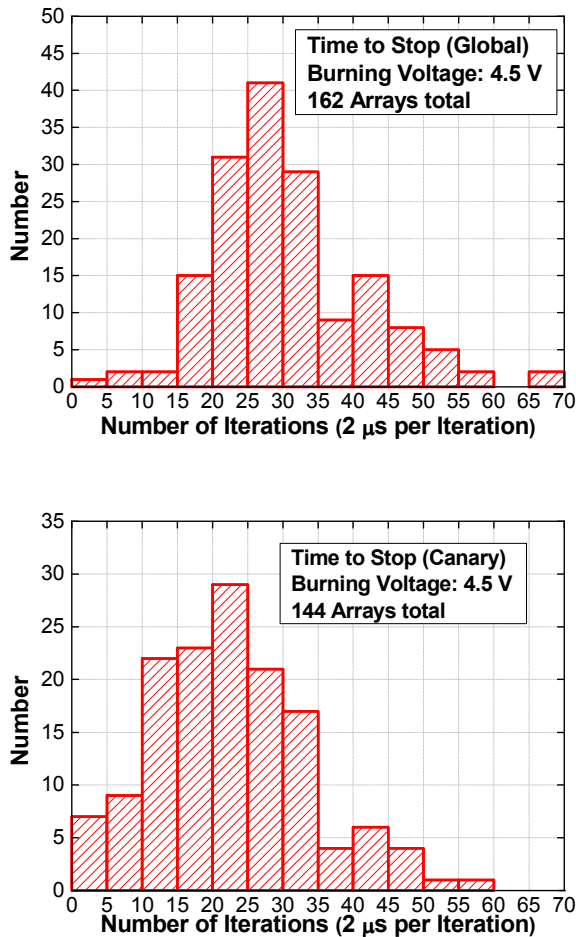 50
45
40
35
30
25
20
15
10
5
0
Number
Time to Stop (Global)
Burning Voltage: 4.5 V
162 Arrays total
0 5 10 15 20 25 30 35 40 45 50 55 60 65 70
Number of Iterations (2 μs per Iteration)
35
30
25
20
15
10
5
0
Number
Time to Stop (Canary)
Burning Voltage: 4.5 V
144 Arrays total
0 5 10 15 20 25 30 35 40 45 50 55 60 65 70
Number of Iterations (2 μs per Iteration)